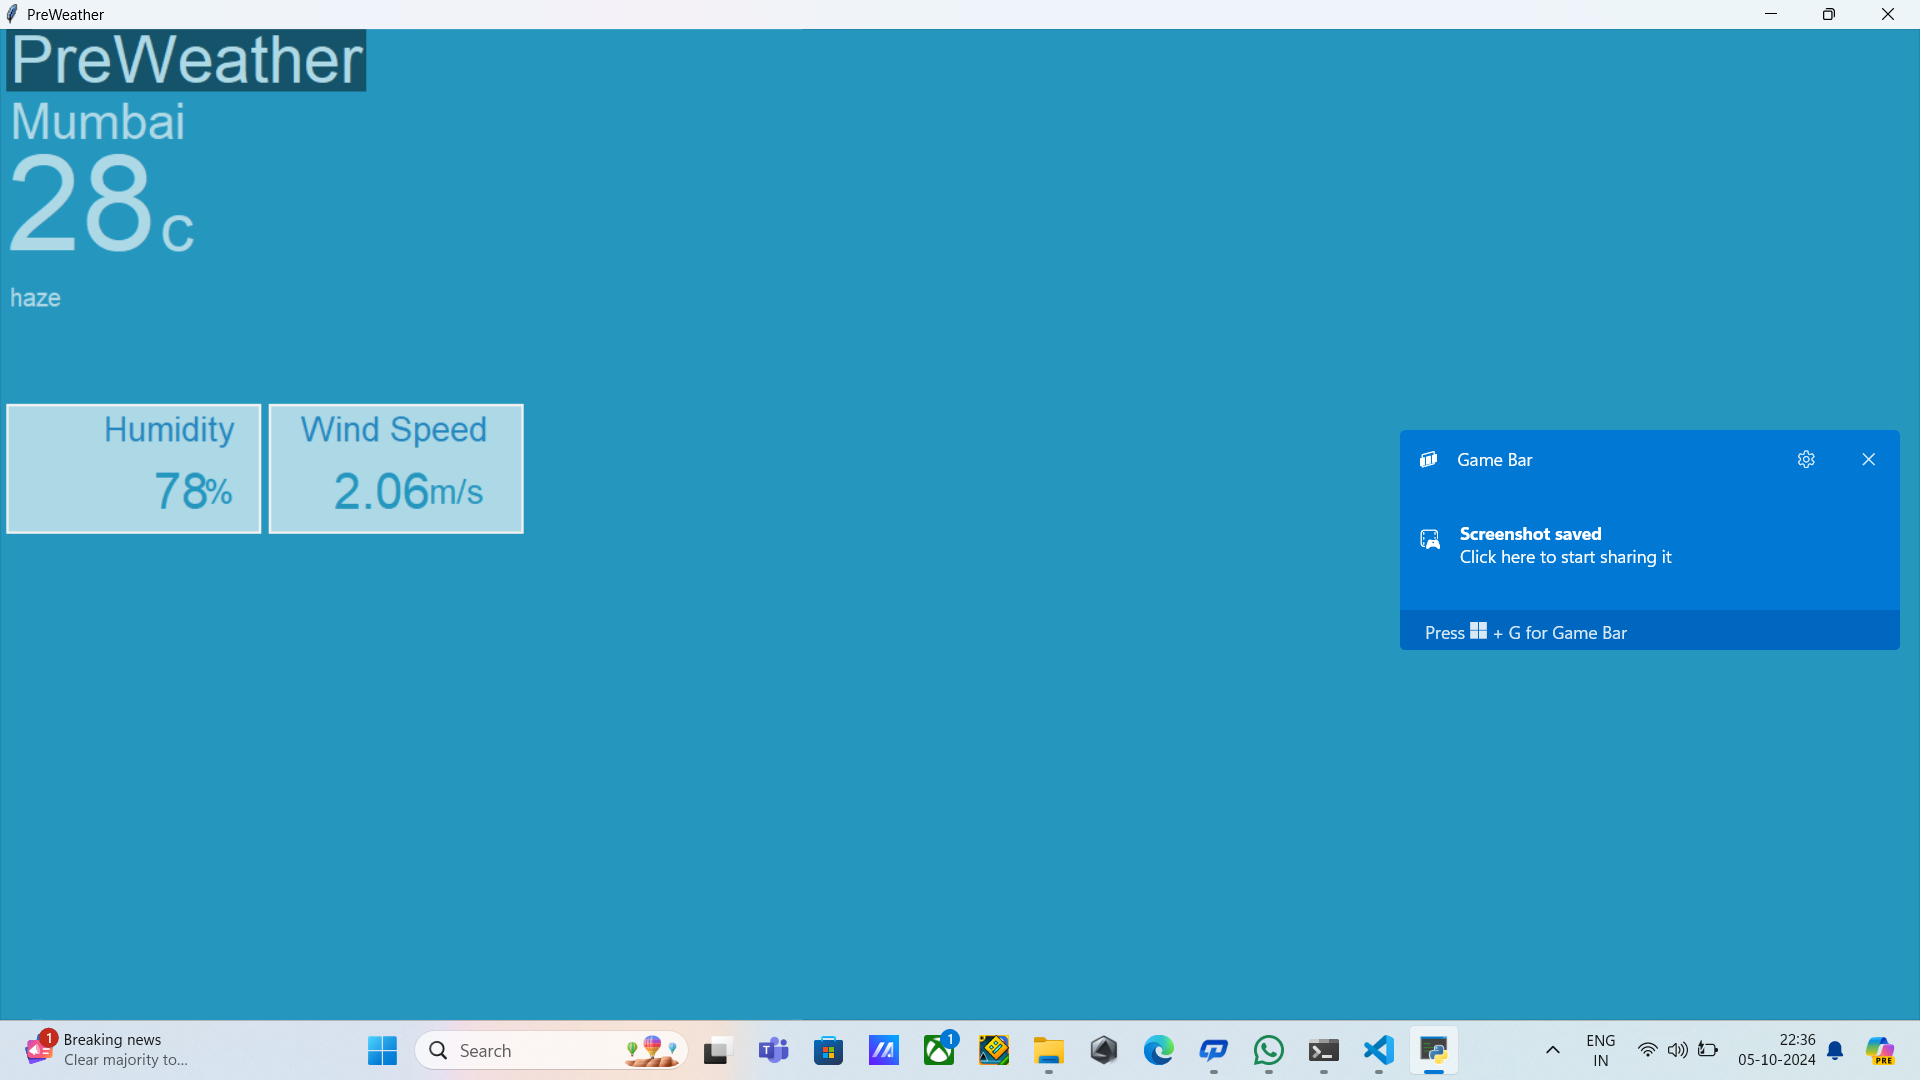 PreWeather
PreWeather
Mumbai
28c
haze
Humidity
78%
Wind Speed
2.06m/s
Game Bar
Screenshot saved
Click here to start sharing it
Press + G for Game Bar
1
Breaking news
Clear majority to...
Search
1
ENG
IN
22:36
05-10-2024
PRE